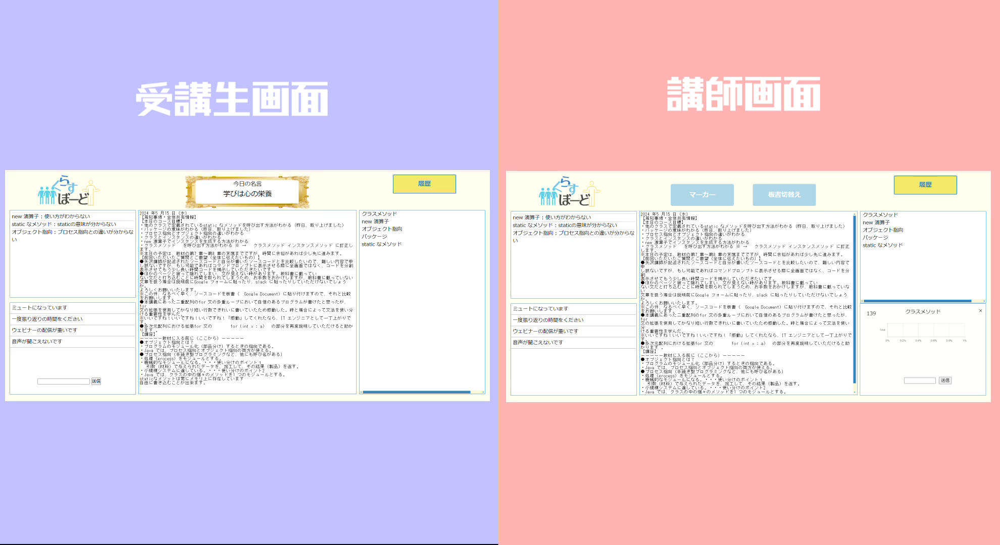 受講生画面
らす
ぼーど
今日の名言
学びは心の栄養
履歴
new 演算子：使い方がわからない
static なメソッド：staticの意味が分からない
オブジェクト指向：プロセス指向との違いが分からな
い
ミュートになっています
一度振り返りの時間をください
ウェビナーの配信が重いです
音声が聞こえないです
送信
2024 年5 月15 日 (水)
【周知事項・全体共有情報】
【本日のコース目標】
・他のクラスで定義されているstatic なメソッドを呼び出す方法がわかる (昨日、取り上げました)
・パッケージの意味がわかる (昨日、取り上げました)
・プロセス指向とオブジェクト指向の違いがわかる
・クラスとインスタンスの違いがわかる
・new 演算子でインスタンスを生成する方法がわかる
・クラスメソッド　 を呼び出す方法がわかる ※ →　 クラスメソッド インスタンスメソッド に訂正し
ます。
※本日の予定は、教材の第7 章～第8 章の末尾までですが、時間に余裕があれば少し先に進みます。
【前回いただいたご質問とご要望 (全体に伝えたいもの) 】
●矢沢講師が記述されたソースコードと自分が書いたソースコードとを比較したいので、難しい内容で申
し訳ないですが、もし可能であればコマンドプロンプトに表示させる際に全画面ではなく、コードを分割
表示させてもう少し長い時間コードを掲示していただきたいです。
●ほかのページと被って隠れてしまい、文が見えない時があります。教科書に載ってい
ない文だと打ち込むことに時間を取られてしまうため、お手数をおかけしますが、教科書に載っていない
文章を扱う場合は説明前にGoogle フォームに貼ったり、slack に貼ったりしていただけないでしょう
か。
よろしくお願いいたします。
※この件、なるべく早く、ソースコードを板書 (　Google Document) に貼り付けますので、それと比較
をお願いします。
●本講義にあった二重配列のfor 文の多重ループにおいて自信のあるプログラムが書けたと思ったが、
for
文の拡張を使用してかなり短い行数できれいに書いていたため感動した。時と場合によって文法を使い分
ける重要性を学んだ。
※いいですね！いいですね！いいですね！「感動」してくれたなら、IT エンジニアとして一丁上がりで
す。
●多次元配列における拡張for 文の　　　　for (int x : a)　 の部分を再度説明していただけると助か
ります 。
【講座】
ーーーーー教材に入る前に (ここから) ーーーーー
●オブジェクト指向とは？
・プログラムのモジュール化 (部品分け) するときの指向である。
・Java では、プロセス指向とオブジェクト指向の両方が使える。
●プロセス指向 (手続き型プログラミングなど、他にも呼び名がある)
・処理 (process) をモジュールとする。
・機械的なモジュールになる。・・・使い分けのポイント１
　引数 (材料) で与えられたデータを、加工して、その結果 (製品) を返す。
・小規模システムに適している。・・・使い分けのポイント2
・Java では、クラスの中の個々のメソッドを1 つのモジュールとする。
staticなメソットは常にメモリ上に存在しています
自由に書き込むことが出来ます。
クラスメソッド
new 演算子
オブジェクト指向
パッケージ
static なメソッド
講師画面
らす
ぼーど
マーカー
板書切替え
履歴
new 演算子：使い方がわからない
static なメソッド：staticの意味が分からない
オブジェクト指向：プロセス指向との違いが分からな
い
ミュートになっています
一度振り返りの時間をください
ウェビナーの配信が重いです
音声が聞こえないです
2024 年5 月15 日 (水)
【周知事項・全体共有情報】
【本日のコース目標】
・他のクラスで定義されているstatic なメソッドを呼び出す方法がわかる (昨日、取り上げました)
・パッケージの意味がわかる (昨日、取り上げました)
・プロセス指向とオブジェクト指向の違いがわかる
・クラスとインスタンスの違いがわかる
・new 演算子でインスタンスを生成する方法がわかる
・クラスメソッド　 を呼び出す方法がわかる ※ →　 クラスメソッド インスタンスメソッド に訂正
します。
※本日の予定は、教材の第7 章～第8 章の末尾までですが、時間に余裕があれば少し先に進みます。
【前回いただいたご質問とご要望 (全体に伝えたいもの) 】
●矢沢講師が記述されたソースコードと自分が書いたソースコードとを比較したいので、難しい内容で
申
し訳ないですが、もし可能であればコマンドプロンプトに表示させる際に全画面ではなく、コードを分
割
表示させてもう少し長い時間コードを掲示していただきたいです。
●ほかのページと被って隠れてしまい、文が見えない時があります。教科書に載ってい
ない文だと打ち込むことに時間を取られてしまうため、お手数をおかけしますが、教科書に載っていな
い
文章を扱う場合は説明前にGoogle フォームに貼ったり、slack に貼ったりしていただけないでしょう
か。
よろしくお願いいたします。
※この件、なるべく早く、ソースコードを板書 (　Google Document) に貼り付けますので、それと比較
をお願いします。
●本講義にあった二重配列のfor 文の多重ループにおいて自信のあるプログラムが書けたと思ったが、
for
文の拡張を使用してかなり短い行数できれいに書いていたため感動した。時と場合によって文法を使い
分
ける重要性を学んだ。
※いいですね！いいですね！いいですね！「感動」してくれたなら、IT エンジニアとして一丁上がりで
す。
●多次元配列における拡張for 文の　　　　for (int x : a)　 の部分を再度説明していただけると助
かります 。
【講座】
ーーーーー教材に入る前に (ここから) ーーーーー
●オブジェクト指向とは？
・プログラムのモジュール化 (部品分け) するときの指向である。
・Java では、プロセス指向とオブジェクト指向の両方が使える。
●プロセス指向 (手続き型プログラミングなど、他にも呼び名がある)
・処理 (process) をモジュールとする。
・機械的なモジュールになる。・・・使い分けのポイント１
　引数 (材料) で与えられたデータを、加工して、その結果 (製品) を返す。
・小規模システムに適している。・・・使い分けのポイント2
・Java では、クラスの中の個々のメソッドを1 つのモジュールとする。
クラスメソッド
new 演算子
オブジェクト指向
パッケージ
static なメソッド
139
クラスメソッド
×
Total
0% 0.2% 0.4% 0.6% 0.8% 1%
送信